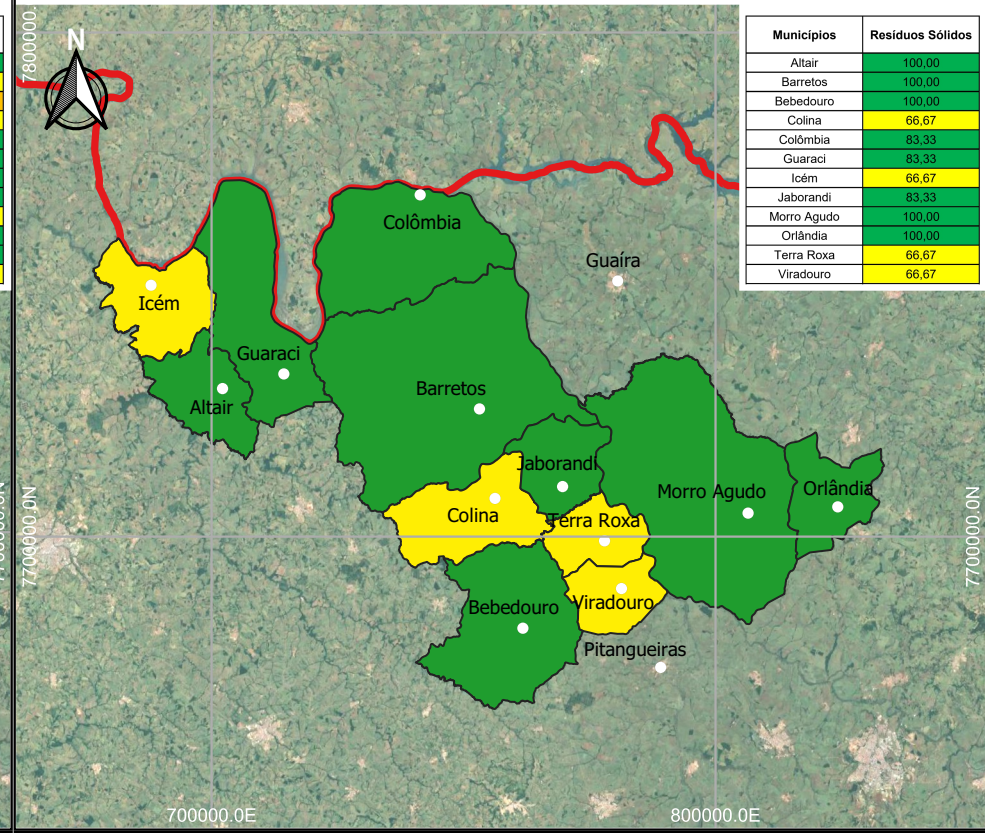 Municípios Resíduos Sólidos
Altair 100,00
Barretos 100,00
Bebedouro 100,00
Colina 66,67
Colômbia 83,33
Guaraci 83,33
Icém 66,67
Jaborandi 83,33
Morro Agudo 100,00
Orlândia 100,00
Terra Roxa 66,67
Viradouro 66,67
N
7800000.
Colômbia
Guaíra
Icém
Guaraci
Barretos
Altair
Jaborandi
Morro Agudo
Orlândia
Colina
Terra Roxa
7700000.0N
7700000.0N
Bebedouro
Viradouro
Pitangueiras
700000.0E
800000.0E